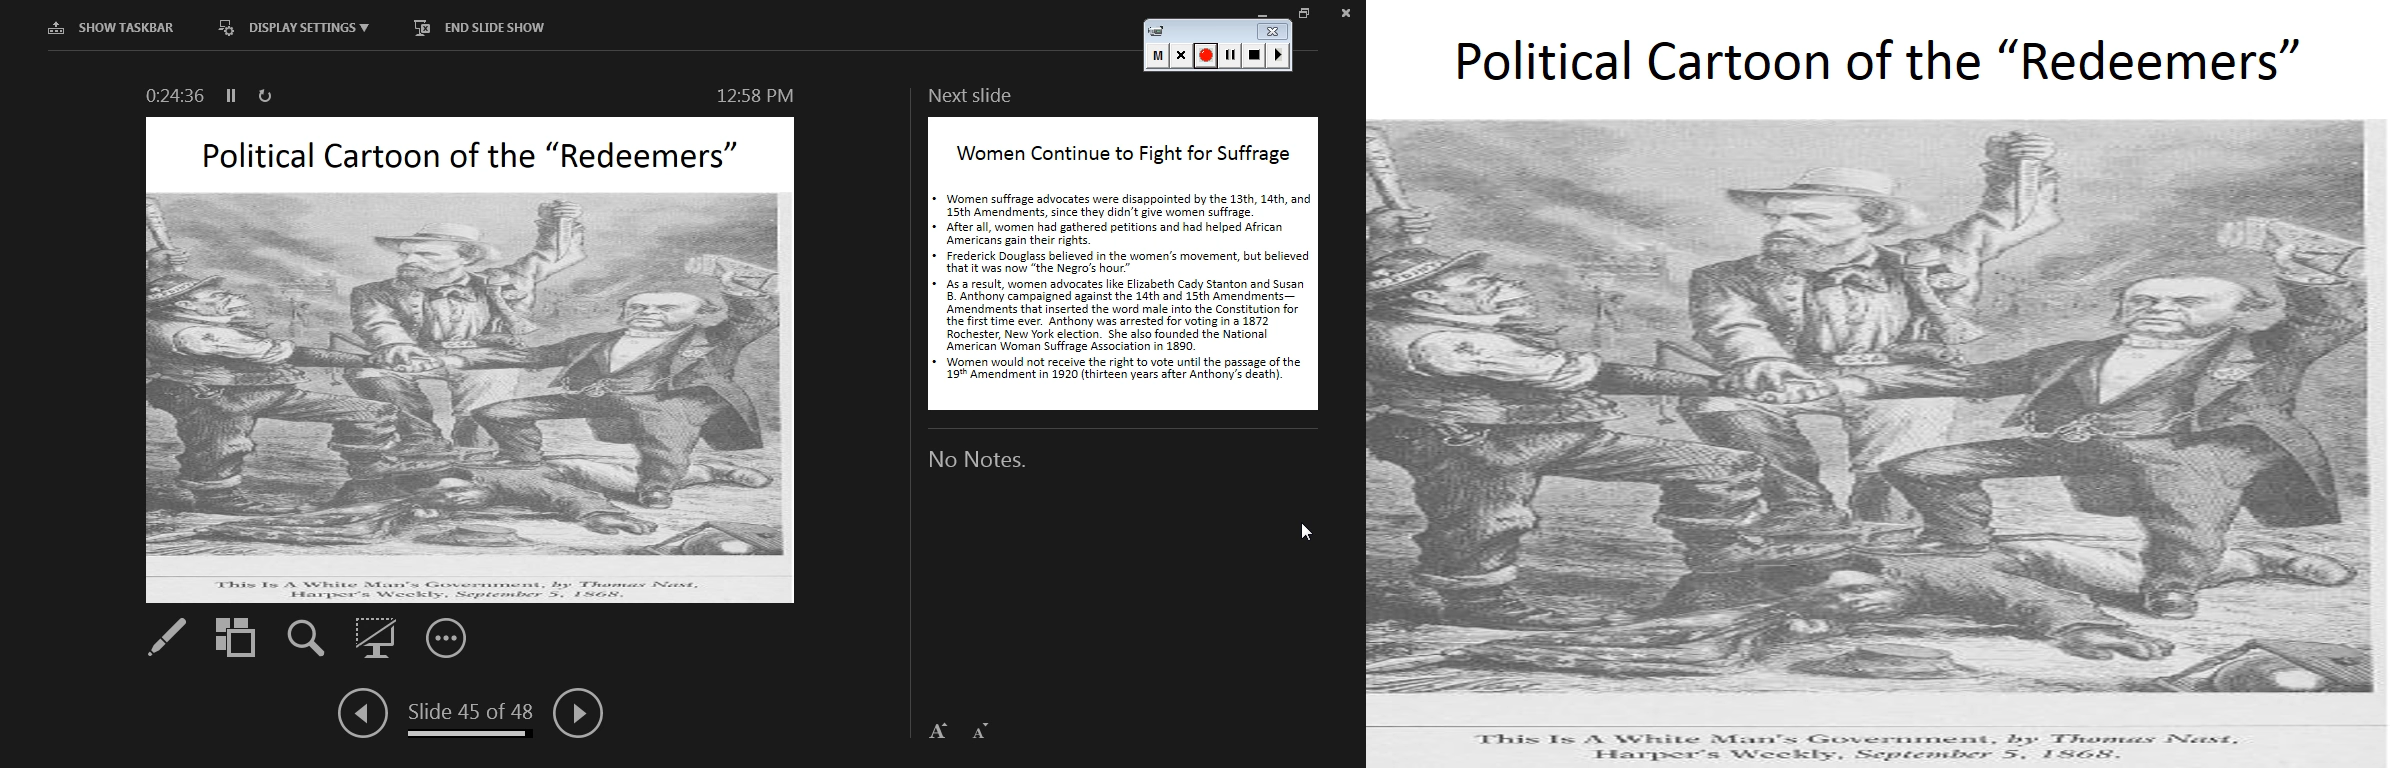 SHOW TASKBAR
DISPLAY SETTINGS ▼
END SLIDE SHOW
M
0:24:36
12:58 PM
Political Cartoon of the “Redeemers”
This Is A White Man's Government, by Thomas Nast,
Harper's Weekly, September 5, 1868.
Slide 45 of 48
Next slide
Women Continue to Fight for Suffrage
• Women suffrage advocates were disappointed by the 13th, 14th, and
15th Amendments, since they didn’t give women suffrage.
• After all, women had gathered petitions and had helped African
Americans gain their rights.
• Frederick Douglass believed in the women’s movement, but believed
that it was now “the Negro’s hour.”
• As a result, women advocates like Elizabeth Cady Stanton and Susan
B. Anthony campaigned against the 14th and 15th Amendments—
Amendments that inserted the word male into the Constitution for
the first time ever.  Anthony was arrested for voting in a 1872
Rochester, New York election.  She also founded the National
American Woman Suffrage Association in 1890.
• Women would not receive the right to vote until the passage of the
19th Amendment in 1920 (thirteen years after Anthony’s death).
No Notes.
A A
Political Cartoon of the “Redeemers”
This Is A White Man's Government, by Thomas Nast,
Harper's Weekly, September 5, 1868.